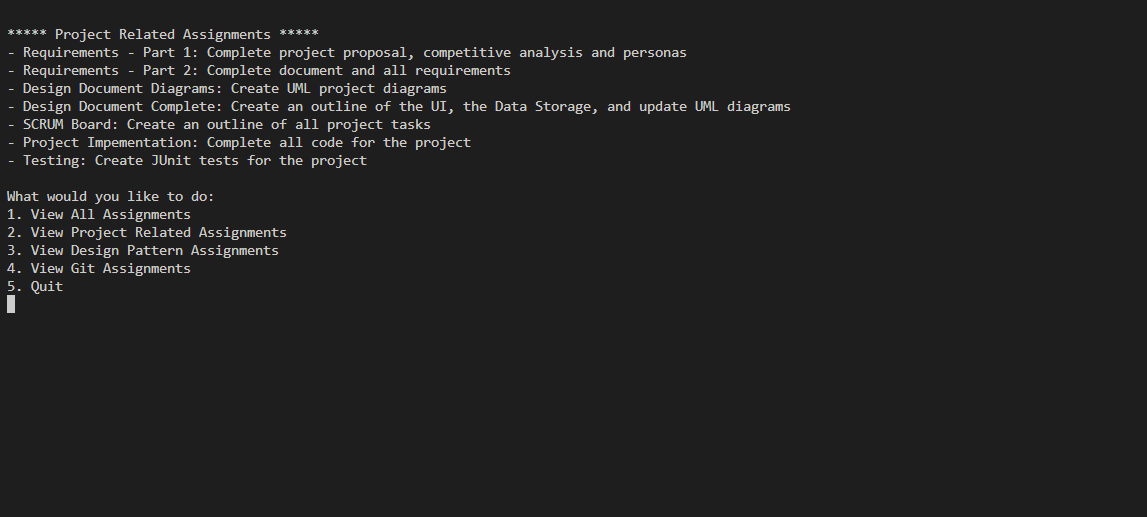 ***** Project Related Assignments *****
- Requirements - Part 1: Complete project proposal, competitive analysis and personas
- Requirements - Part 2: Complete document and all requirements
- Design Document Diagrams: Create UML project diagrams
- Design Document Complete: Create an outline of the UI, the Data Storage, and update UML diagrams
- SCRUM Board: Create an outline of all project tasks
- Project Impementation: Complete all code for the project
- Testing: Create JUnit tests for the project
What would you like to do:
1. View All Assignments
2. View Project Related Assignments
3. View Design Pattern Assignments
4. View Git Assignments
5. Quit